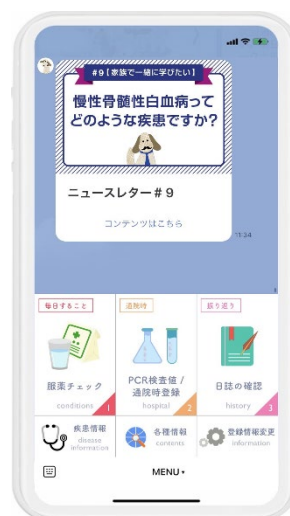 #9【家族で一緒に学びたい】
慢性骨髄性白血病って
どのような疾患ですか?
ニュースレター#9
コンテンツはこちら
11:34
毎日すること
通院時
振り返り
服薬チェック
conditions
1
PCR検査値/
通院時登録
hospital
2
日誌の確認
history
3
疾患情報
disease
information
各種情報
contents
登録情報変更
information
MENU▾